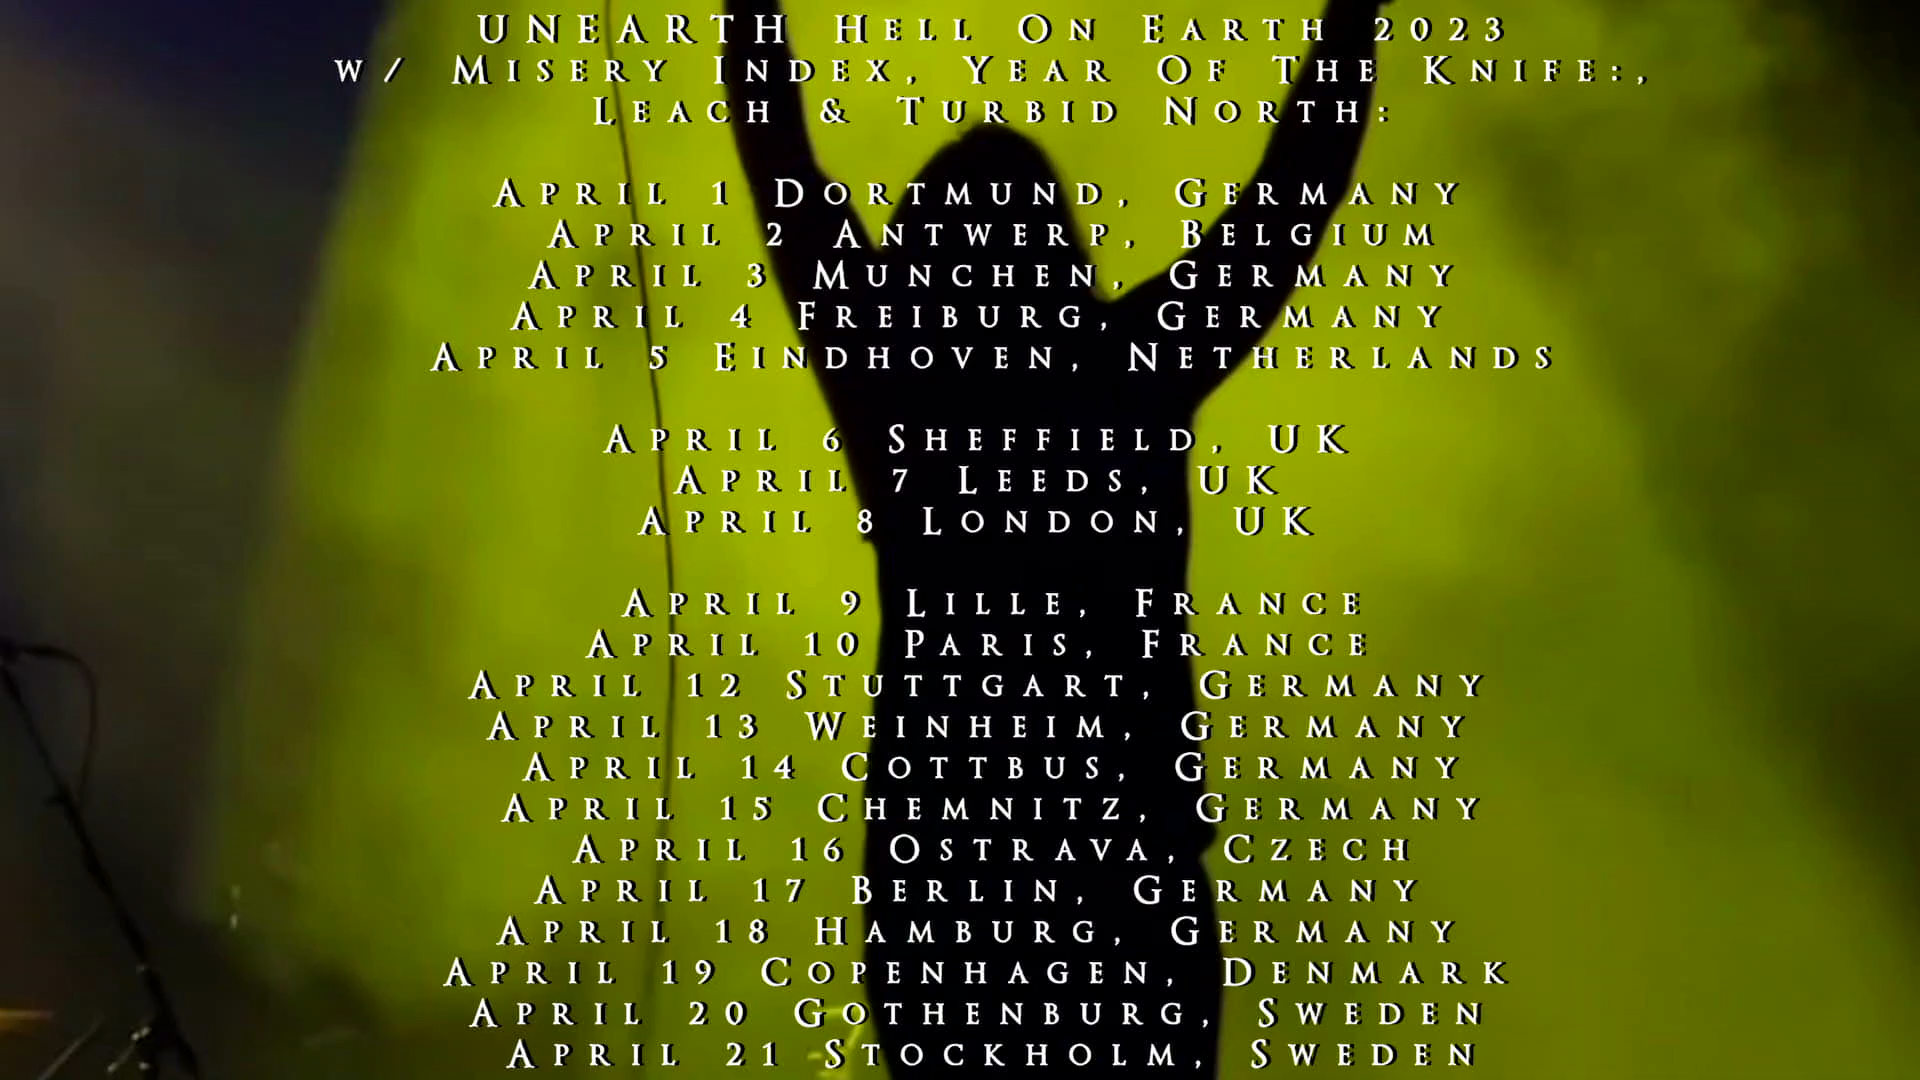 UNEARTH Hell On Earth 2023
w/ Misery Index, Year Of The Knife:,
Leach & Turbid North:
April 1 Dortmund, Germany
April 2 Antwerp, Belgium
April 3 Munchen, Germany
April 4 Freiburg, Germany
April 5 Eindhoven, Netherlands
April 6 Sheffield, UK
April 7 Leeds, UK
April 8 London, UK
April 9 Lille, France
April 10 Paris, France
April 12 Stuttgart, Germany
April 13 Weinheim, Germany
April 14 Cottbus, Germany
April 15 Chemnitz, Germany
April 16 Ostrava, Czech
April 17 Berlin, Germany
April 18 Hamburg, Germany
April 19 Copenhagen, Denmark
April 20 Gothenburg, Sweden
April 21 Stockholm, Sweden